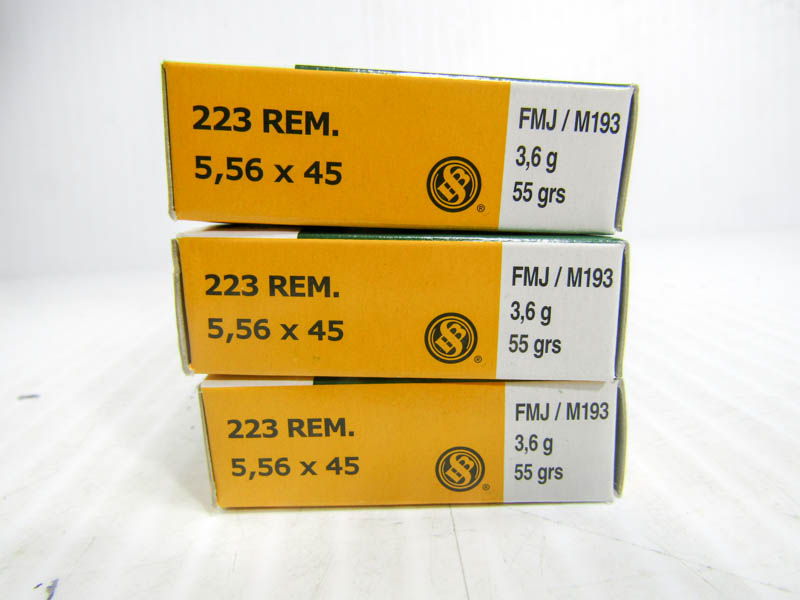 223 REM.
5,56 x 45
FMJ / M193
3,6 g
55 grs
®
223 REM.
5,56 x 45
FMJ / M193
3,6 g
55 grs
®
223 REM.
5,56 x 45
FMJ / M193
3,6 g
55 grs
®